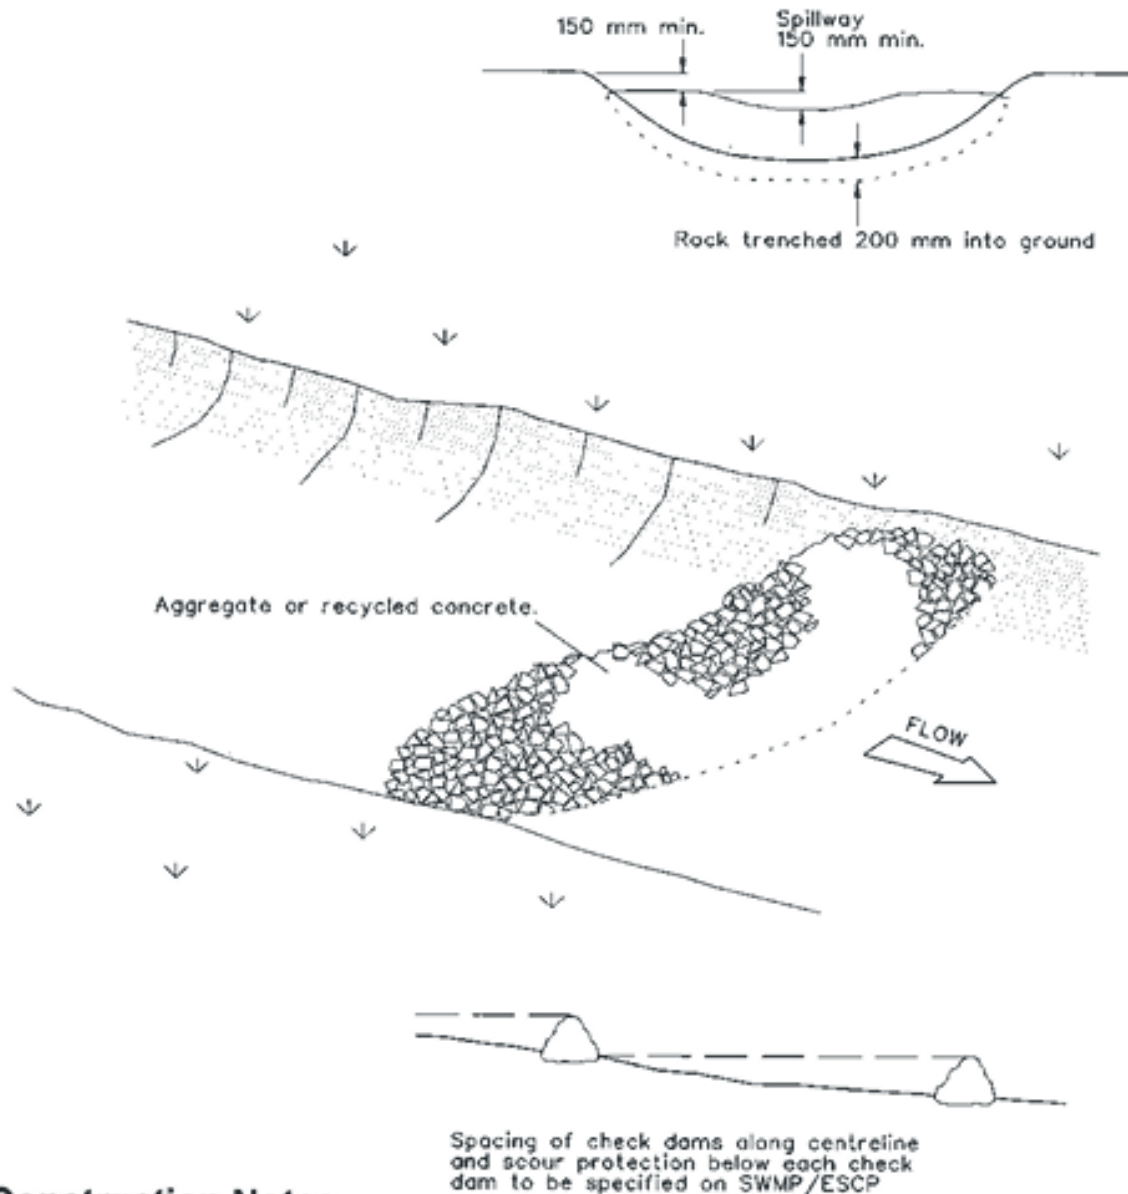 150 mm min.
Spillway
150 mm min.
Rock trenched 200 mm into ground
Aggregate or recycled concrete.
FLOW
Spacing of check dams along centreline
and scour protection below each check
dam to be specified on SWMP/ESCP